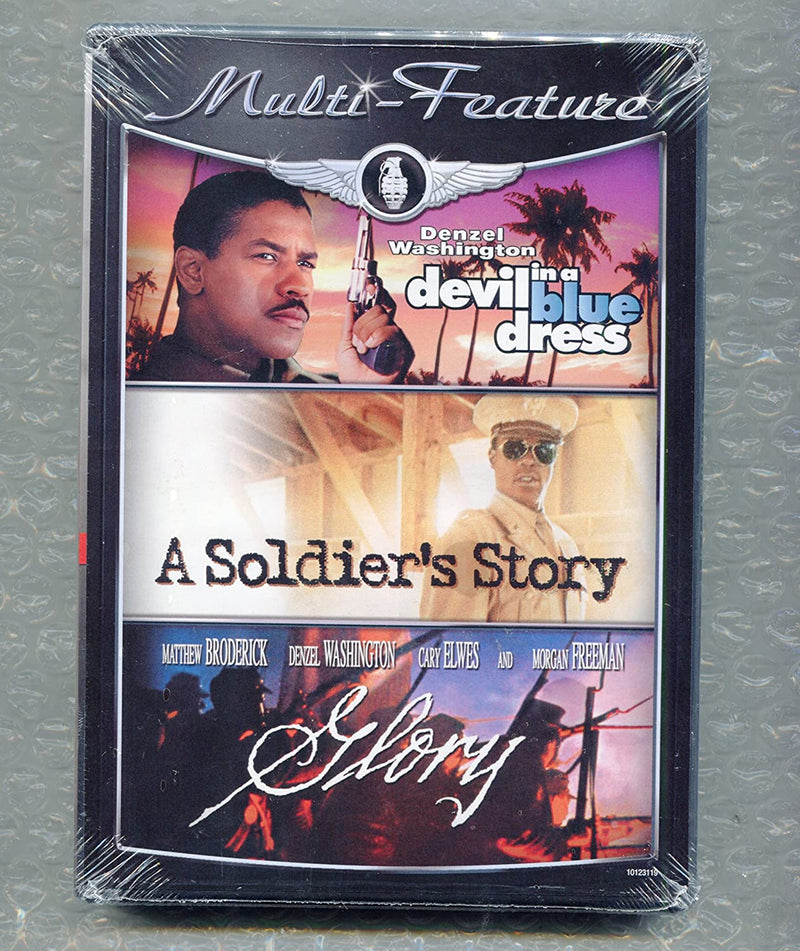 Multi-Feature
Denzel
Washington
devil in a
blue
dress
A Soldier's Story
MATTHEW BRODERICK DENZEL WASHINGTON CARY ELWES AND MORGAN FREEMAN
Glory
10123119